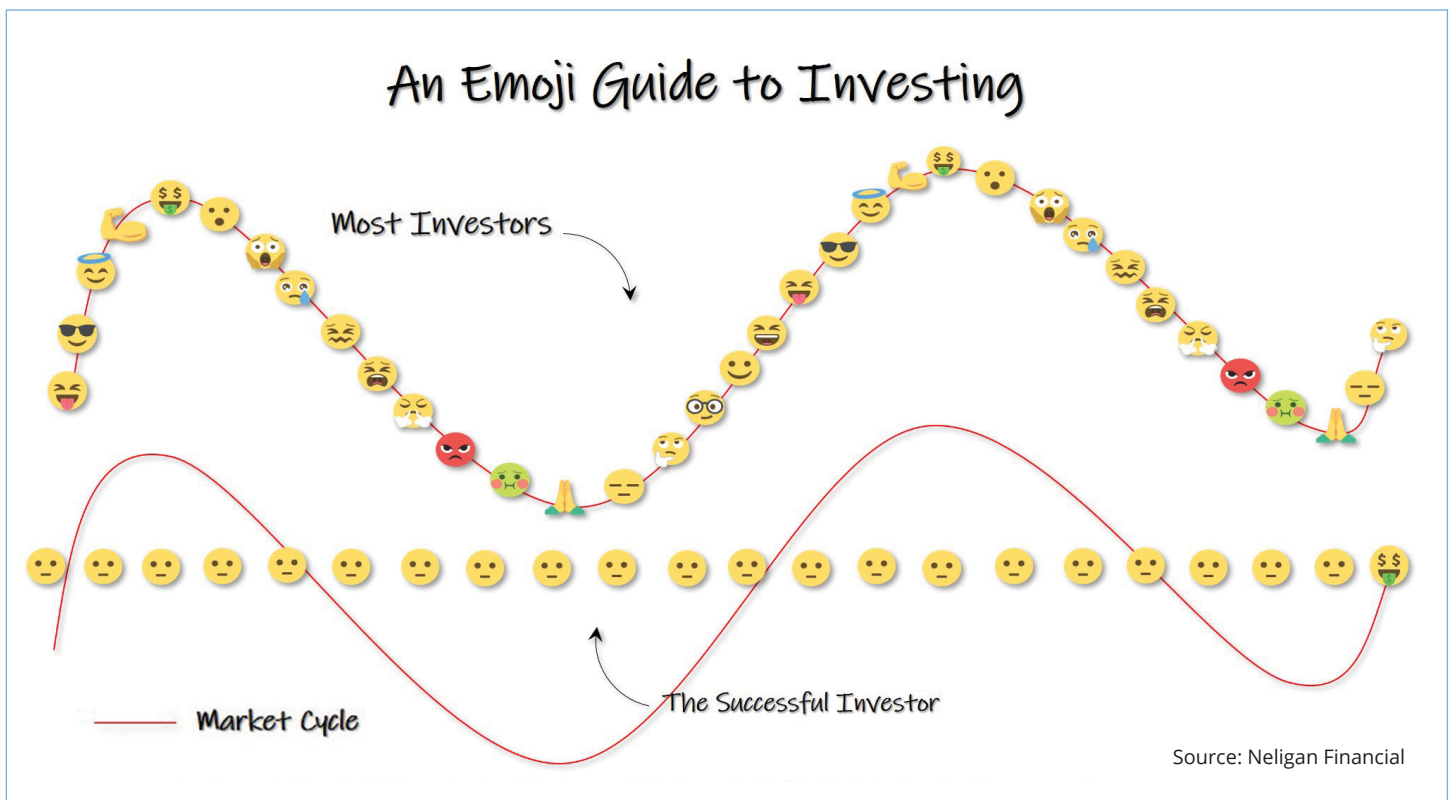 An Emoji Guide to Investing
Most Investors
The Successful Investor
Market Cycle
Source: Neligan Financial